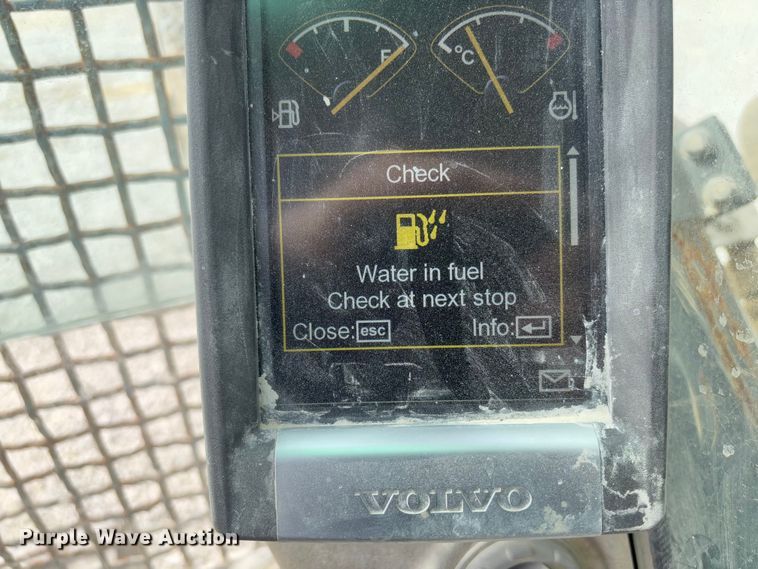 F
°C
Check
Water in fuel
Check at next stop
Close: esc Info:
VOLVO
Purple Wave Auction